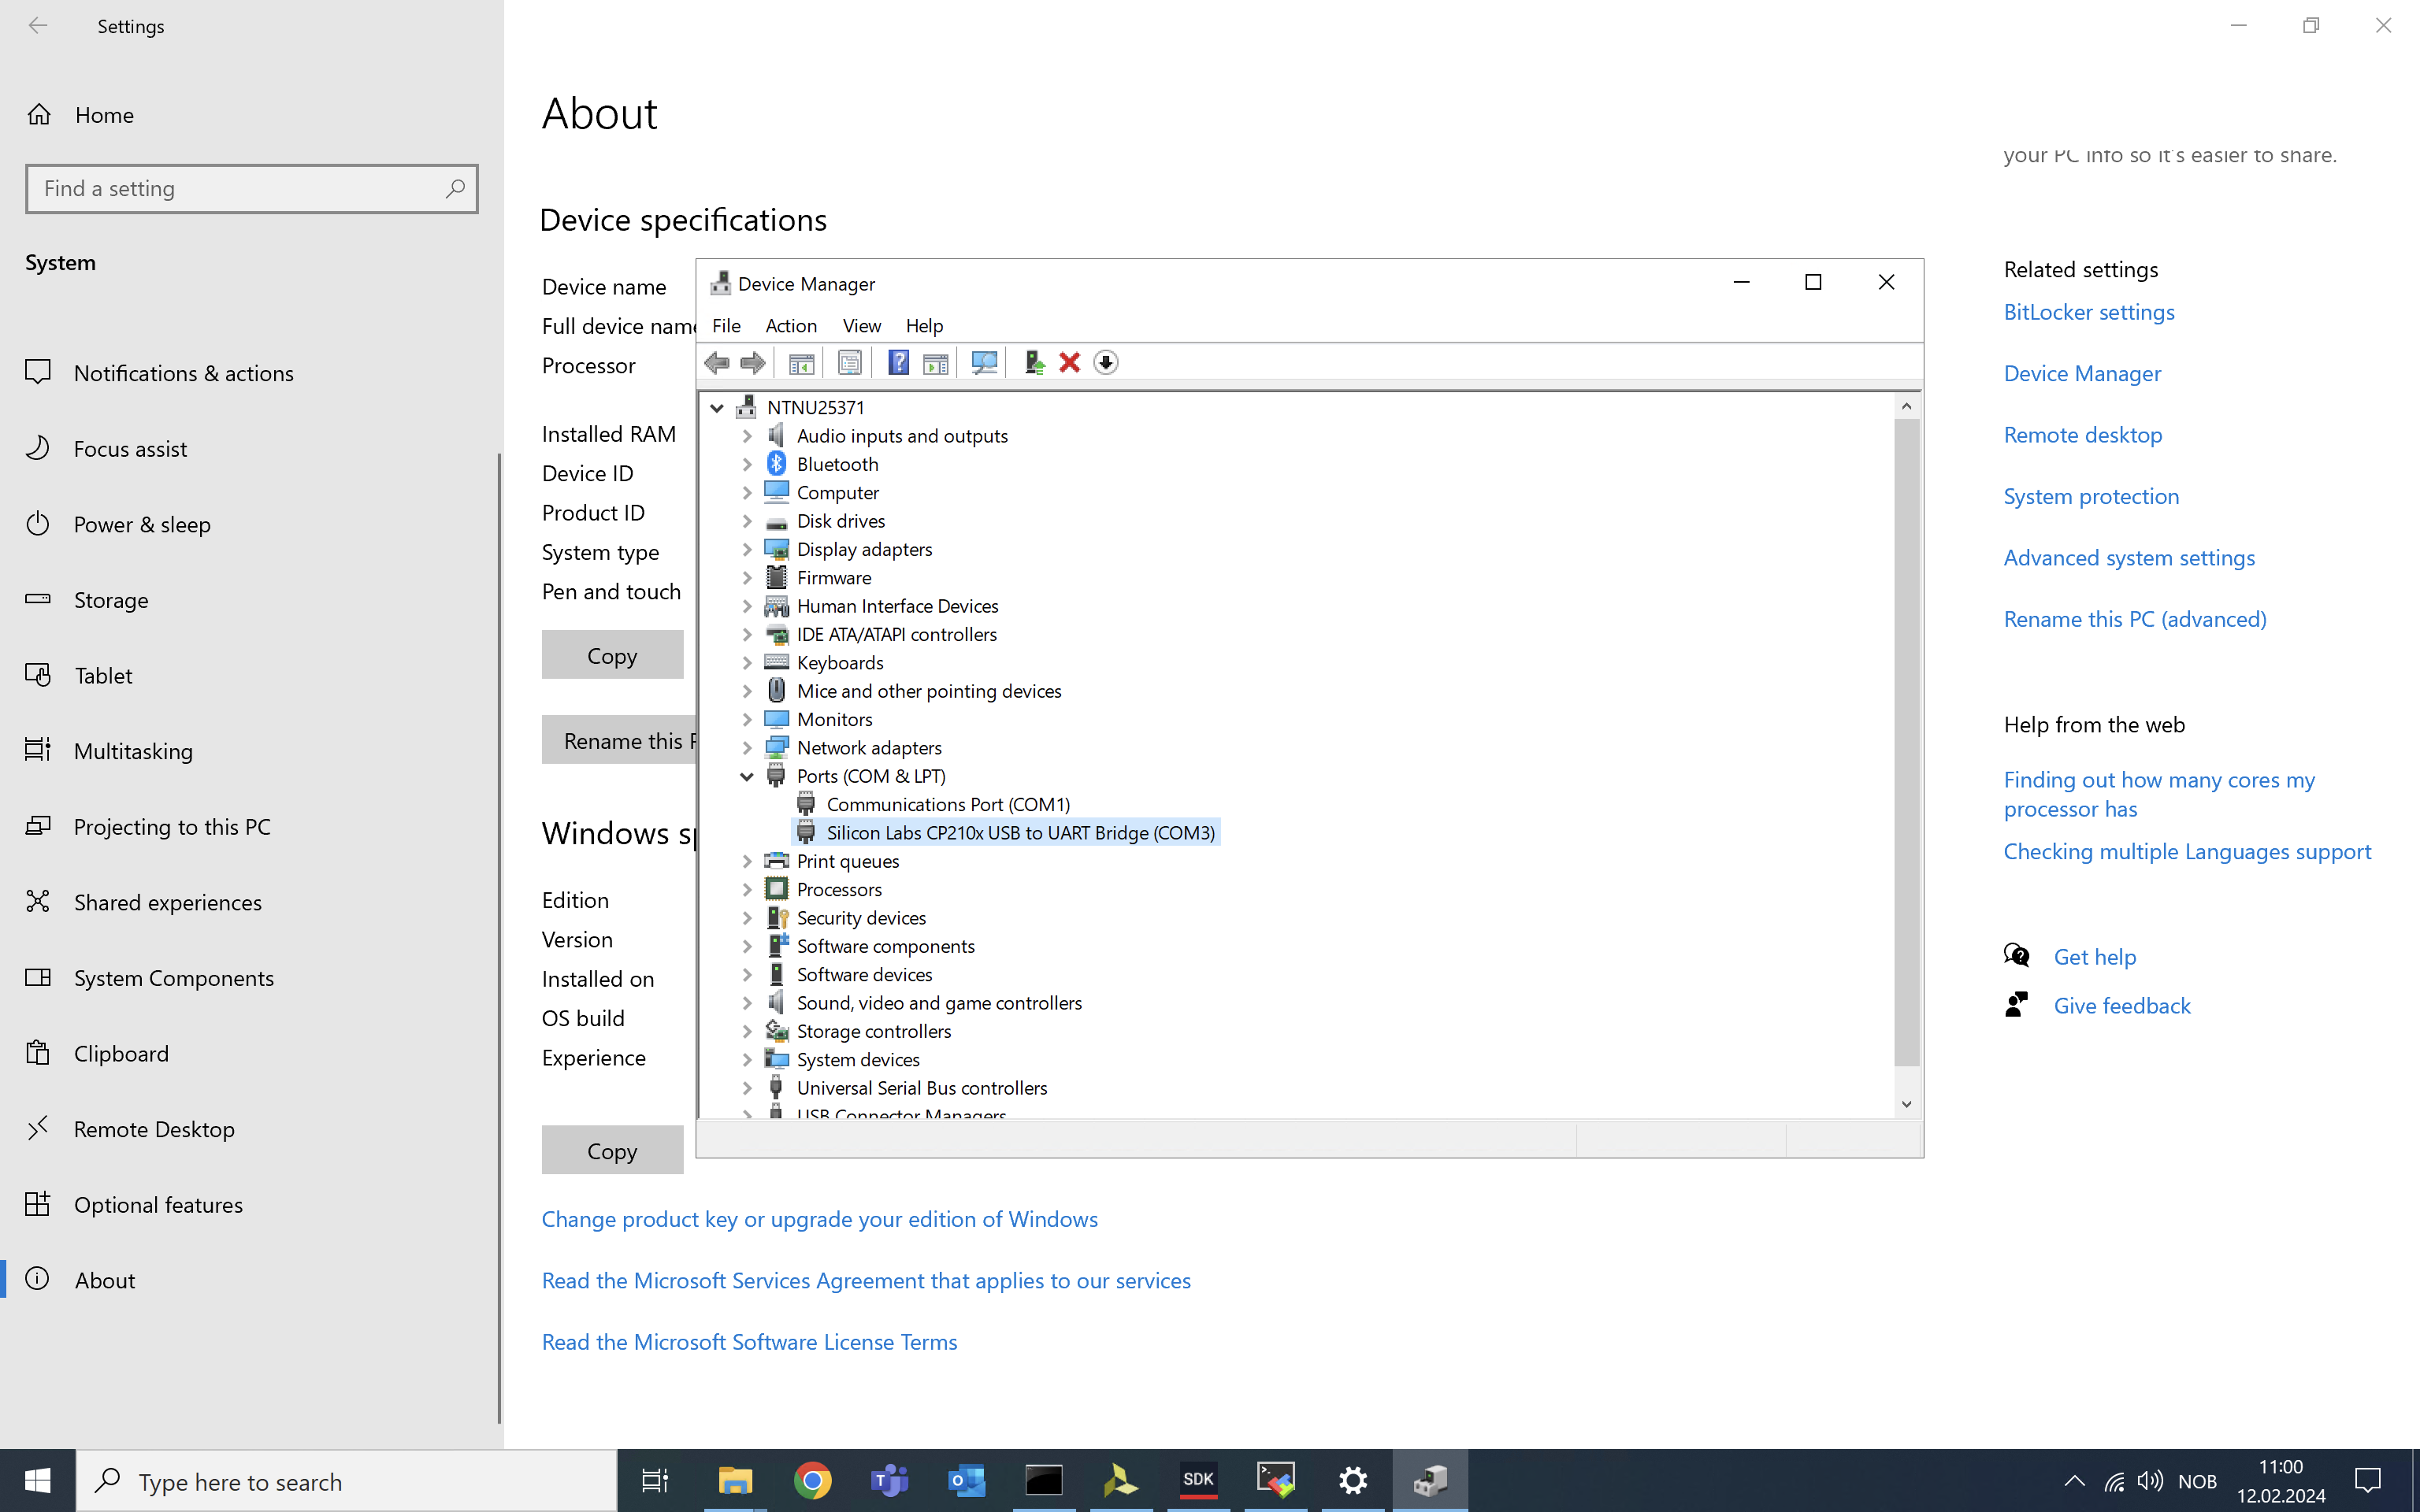 Settings
Home
Find a setting
System
Notifications & actions
Focus assist
Power & sleep
Storage
Tablet
Multitasking
Projecting to this PC
Shared experiences
System Components
Clipboard
Remote Desktop
Optional features
About
About
Device specifications
Device name
Full device name
Processor
Installed RAM
Device ID
Product ID
System type
Pen and touch
Copy
Rename this P
Windows sp
Edition
Version
Installed on
OS build
Experience
Copy
Change product key or upgrade your edition of Windows
Read the Microsoft Services Agreement that applies to our services
Read the Microsoft Software License Terms
Device Manager
File Action View Help
NTNU25371
Audio inputs and outputs
Bluetooth
Computer
Disk drives
Display adapters
Firmware
Human Interface Devices
IDE ATA/ATAPI controllers
Keyboards
Mice and other pointing devices
Monitors
Network adapters
Ports (COM & LPT)
Communications Port (COM1)
Silicon Labs CP210x USB to UART Bridge (COM3)
Print queues
Processors
Security devices
Software components
Software devices
Sound, video and game controllers
Storage controllers
System devices
Universal Serial Bus controllers
USB Connector Managers
your PC info so it's easier to share.
Related settings
BitLocker settings
Device Manager
Remote desktop
System protection
Advanced system settings
Rename this PC (advanced)
Help from the web
Finding out how many cores my
processor has
Checking multiple Languages support
Get help
Give feedback
Type here to search
SDK
NOB
11:00
12.02.2024